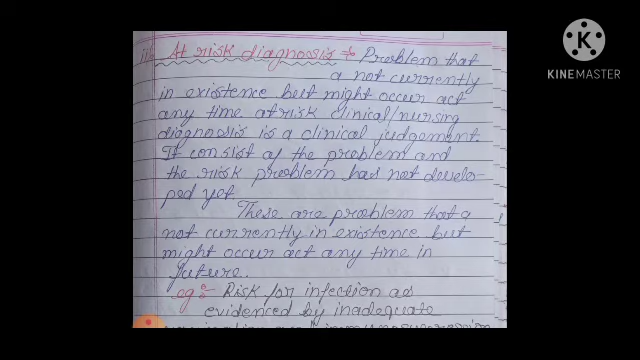 At risk diagnosis :- Problem that
a not currently
in existence but might occur act
any time at risk clinical/nursing
diagnosis is a clinical judgement.
It consist of the problem and
the risk problem has not develo-
ped yet.
These are problem that a
not currently in existence but
might occur act any time in
future.
eg:- Risk for infection as
evidenced by inadequate
KINEMASTER